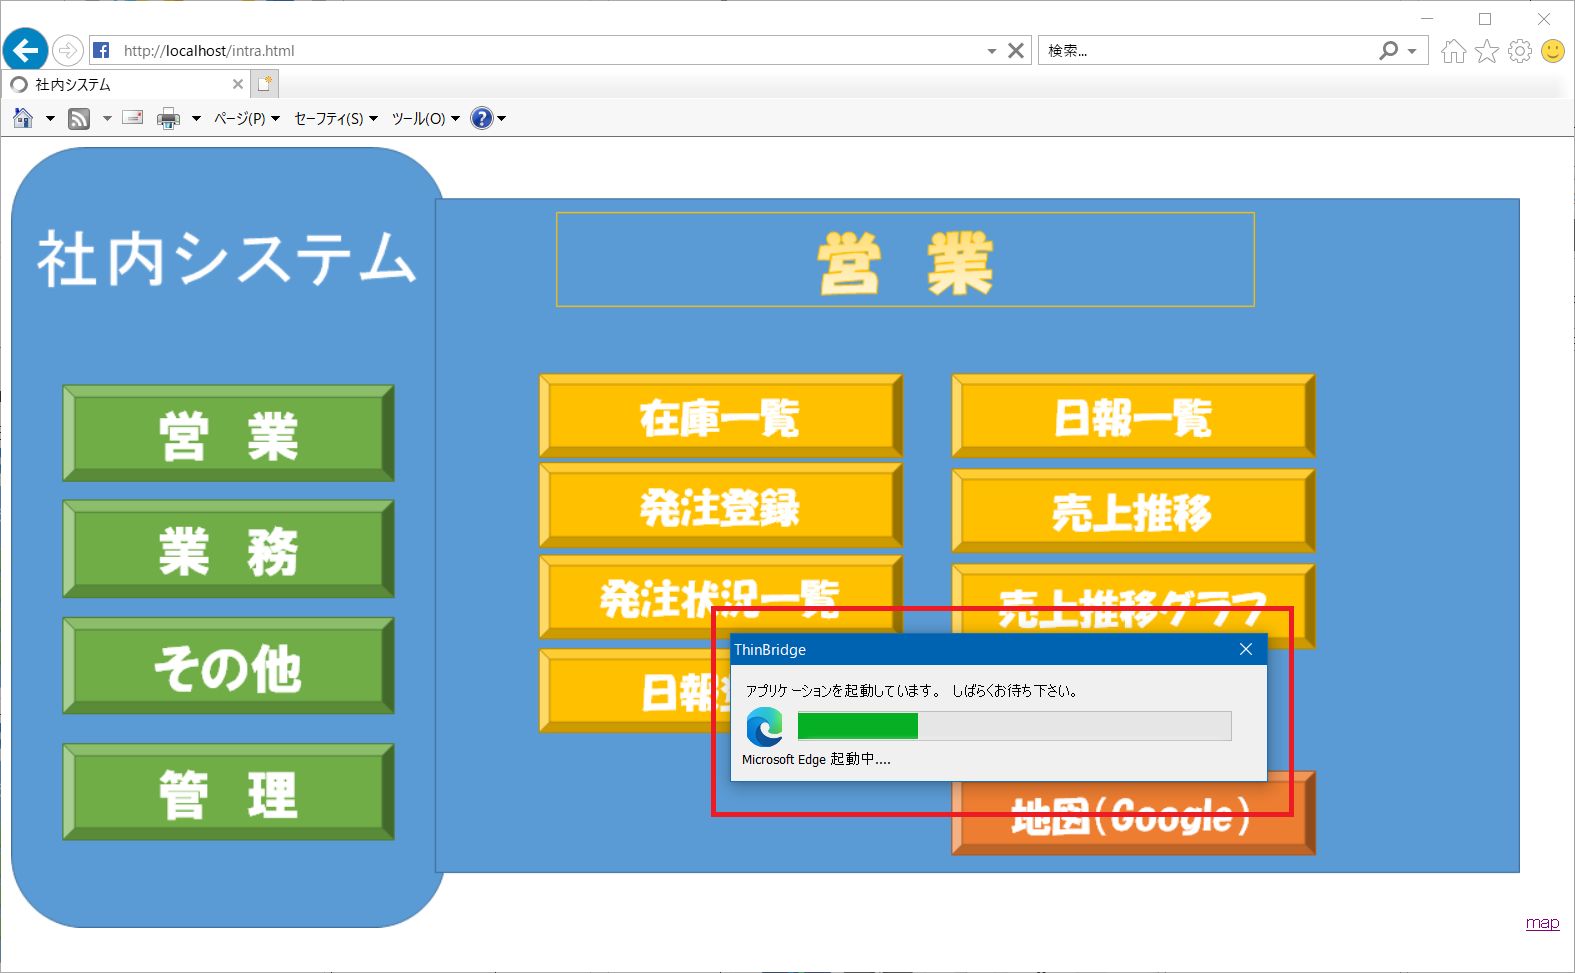 http://localhost/intra.html
検索...
社内システム
ページ(P)
セーフティ(S)
ツール(O)
社内システム
営 業
業 務
その他
管 理
営 業
在庫一覧
日報一覧
発注登録
売上推移
発注状況一覧
売上推移グラフ
日報
地図(Google)
ThinBridge
アプリケーションを起動しています。 しばらくお待ち下さい。
Microsoft Edge 起動中....
map